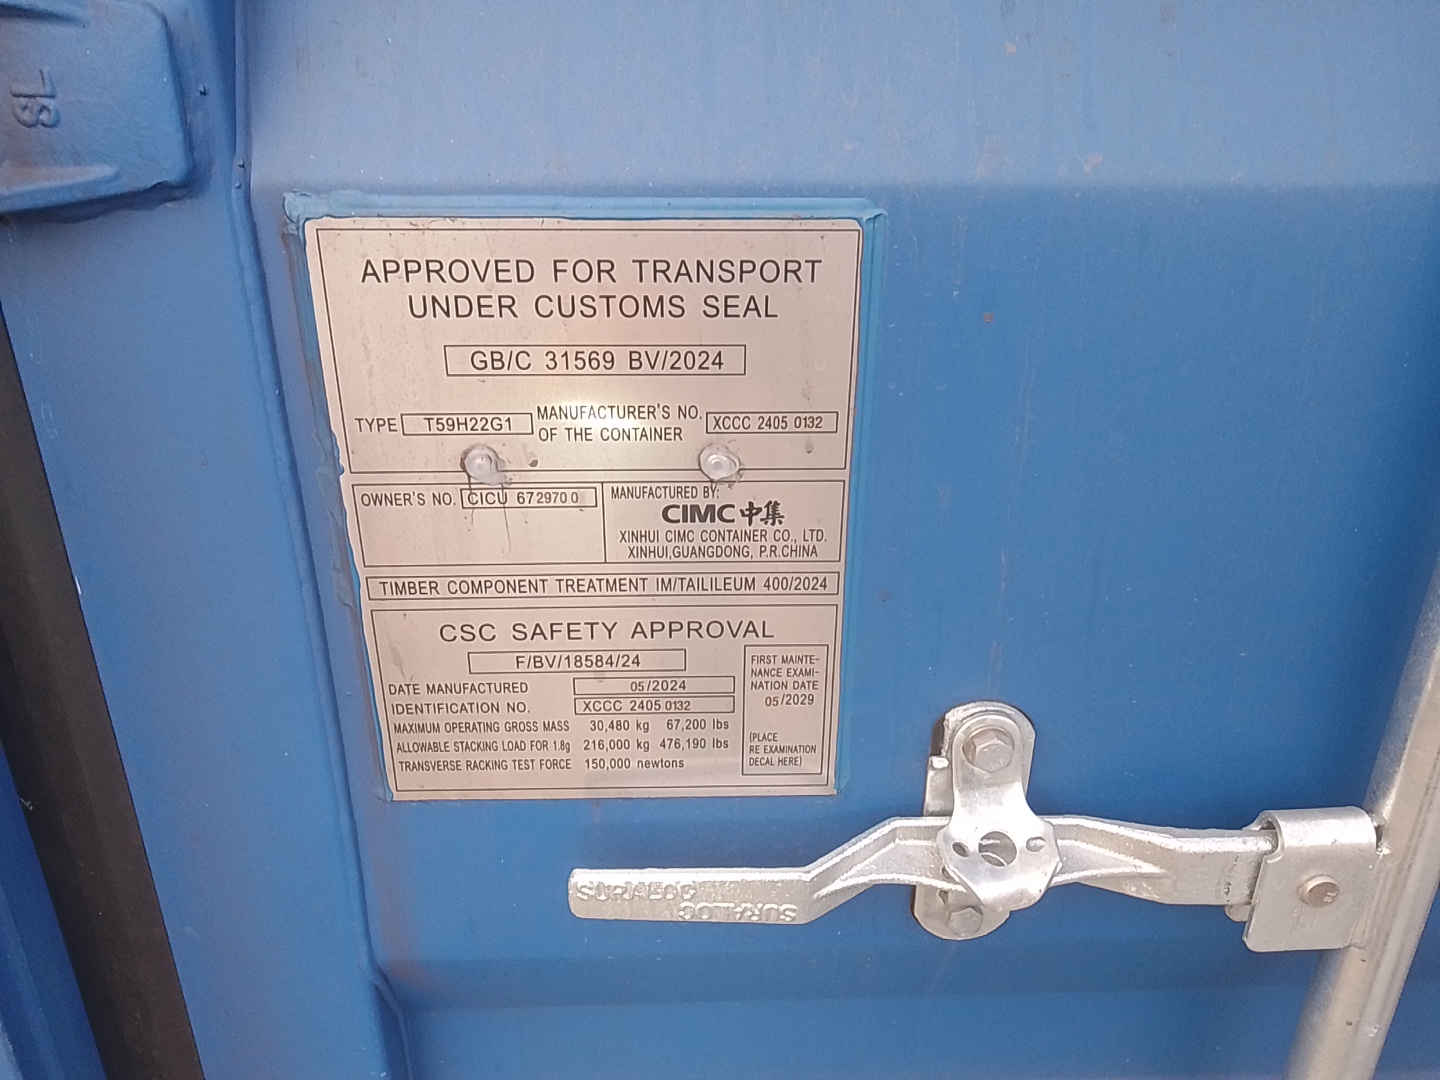 SL
APPROVED FOR TRANSPORT
UNDER CUSTOMS SEAL
GB/C 31569 BV/2024
TYPE T59H22G1 MANUFACTURER'S NO. OF THE CONTAINER XCCC 2405 0132
OWNER'S NO. CICU 672970 0
MANUFACTURED BY:
CIMC 中集
XINHUI CIMC CONTAINER CO., LTD.
XINHUI,GUANGDONG, P.R.CHINA
TIMBER COMPONENT TREATMENT IM/TAILILEUM 400/2024
CSC SAFETY APPROVAL
F/BV/18584/24
DATE MANUFACTURED 05/2024
IDENTIFICATION NO. XCCC 2405 0132
MAXIMUM OPERATING GROSS MASS 30,480 kg 67,200 lbs
ALLOWABLE STACKING LOAD FOR 1.8g 216,000 kg 476,190 lbs
TRANSVERSE RACKING TEST FORCE 150,000 newtons
FIRST MAINTE-
NANCE EXAMI-
NATION DATE
05/2029
(PLACE
RE EXAMINATION
DECAL HERE)
SURALOC